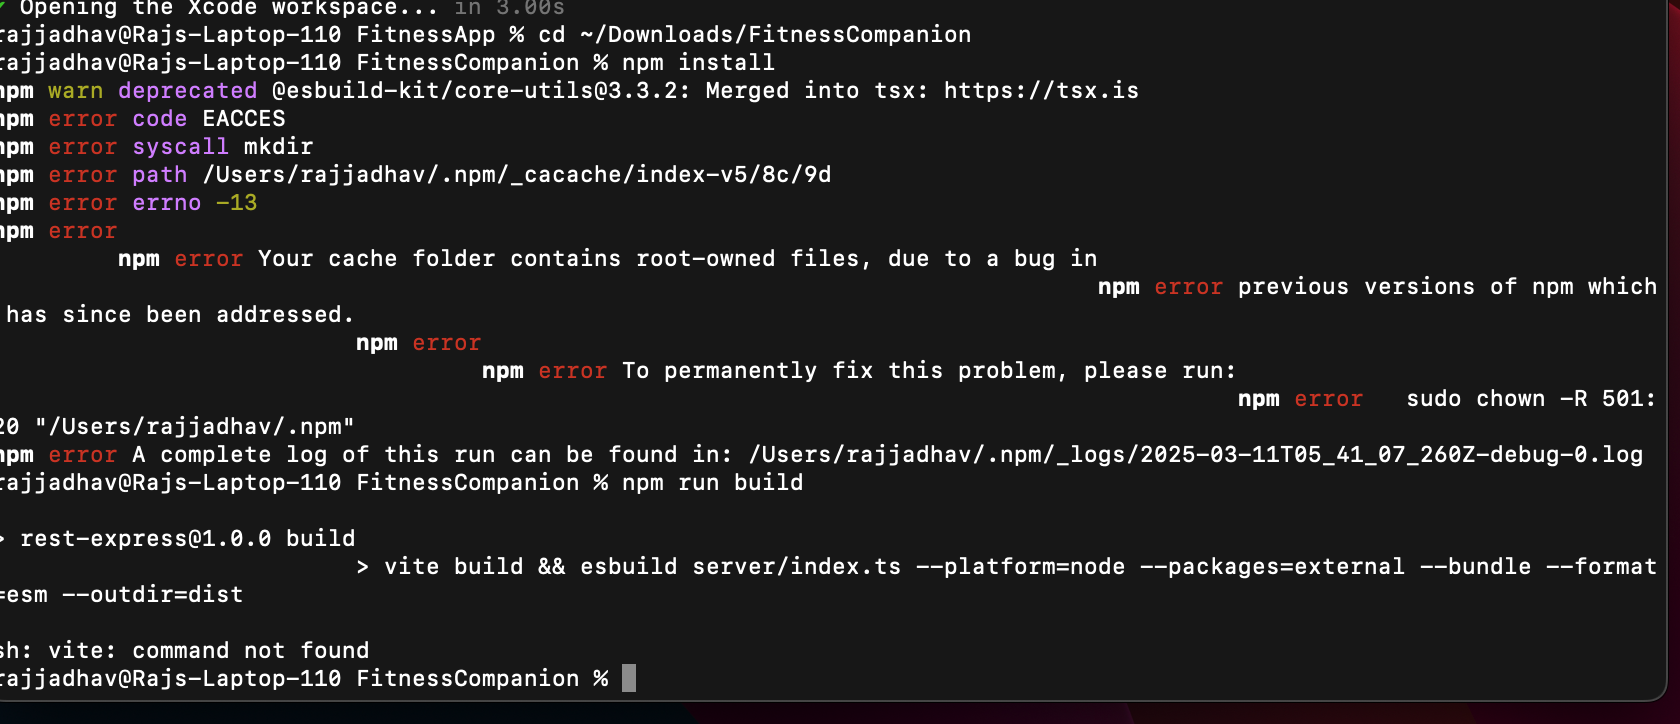 ✓ Opening the Xcode workspace... in 3.00s
rajjadhav@Rajs-Laptop-110 FitnessApp % cd ~/Downloads/FitnessCompanion
rajjadhav@Rajs-Laptop-110 FitnessCompanion % npm install
npm warn deprecated @esbuild-kit/core-utils@3.3.2: Merged into tsx: https://tsx.is
npm error code EACCES
npm error syscall mkdir
npm error path /Users/rajjadhav/.npm/_cacache/index-v5/8c/9d
npm error errno -13
npm error
npm error Your cache folder contains root-owned files, due to a bug in
npm error previous versions of npm which
has since been addressed.
npm error
npm error To permanently fix this problem, please run:
npm error   sudo chown -R 501:
20 "/Users/rajjadhav/.npm"
npm error A complete log of this run can be found in: /Users/rajjadhav/.npm/_logs/2025-03-11T05_41_07_260Z-debug-0.log
rajjadhav@Rajs-Laptop-110 FitnessCompanion % npm run build
> rest-express@1.0.0 build
> vite build && esbuild server/index.ts --platform=node --packages=external --bundle --format
=esm --outdir=dist
sh: vite: command not found
rajjadhav@Rajs-Laptop-110 FitnessCompanion %